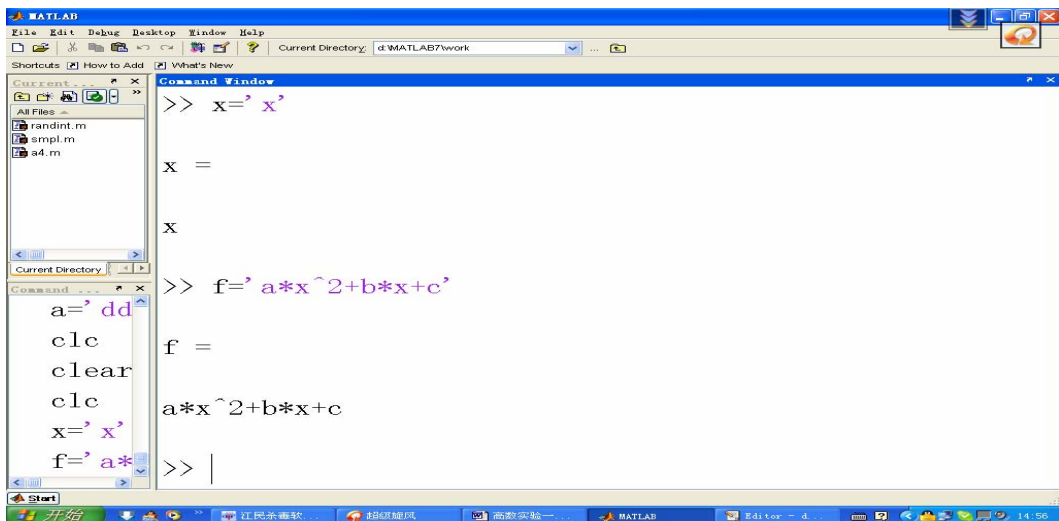 MATLAB
File Edit Debug Desktop Window Help
Current Directory: d:\MATLAB7\work
Shortcuts How to Add What's New
Current ...
All Files
randint.m
smpl.m
a4.m
Current Directory
Command ...
a='dd
clc
clear
clc
x='x'
f='a*
Start
Command Window
>> x='x'
x =
x
>> f='a*x^2+b*x+c'
f =
a*x^2+b*x+c
>>
开始 江民杀毒软... 超级旋风 高数实验一... MATLAB Editor - d... 14:56